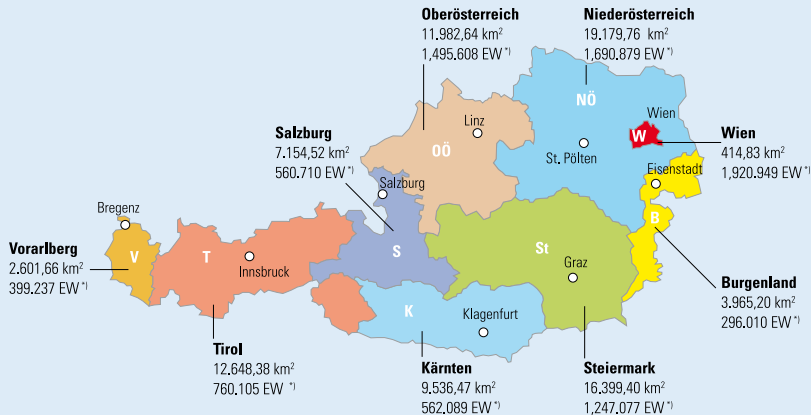 Oberösterreich
11.982,64 km²
1,495.608 EW *)
Niederösterreich
19.179,76 km²
1,690.879 EW *)
NÖ
Wien
W
Linz
St. Pölten
OÖ
Wien
414,83 km²
1,920.949 EW *)
Salzburg
7.154,52 km²
560.710 EW *)
Salzburg
Eisenstadt
Bregenz
B
Vorarlberg
2.601,66 km²
399.237 EW *)
V
T
Innsbruck
S
St
Graz
Burgenland
3.965,20 km²
296.010 EW *)
K
Klagenfurt
Tirol
12.648,38 km²
760.105 EW *)
Kärnten
9.536,47 km²
562.089 EW *)
Steiermark
16.399,40 km²
1,247.077 EW *)